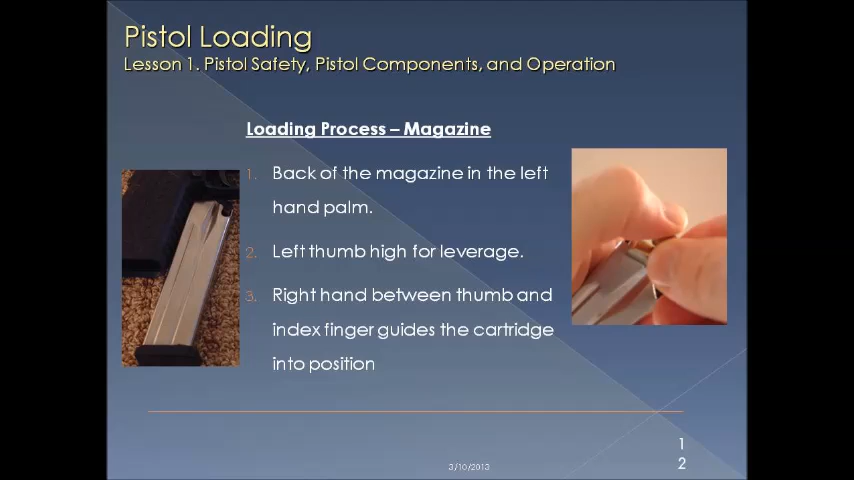 Pistol Loading
Lesson 1. Pistol Safety, Pistol Components, and Operation
Loading Process – Magazine
1. Back of the magazine in the left
hand palm.
2. Left thumb high for leverage.
3. Right hand between thumb and
index finger guides the cartridge
into position
3/10/2013
1
2